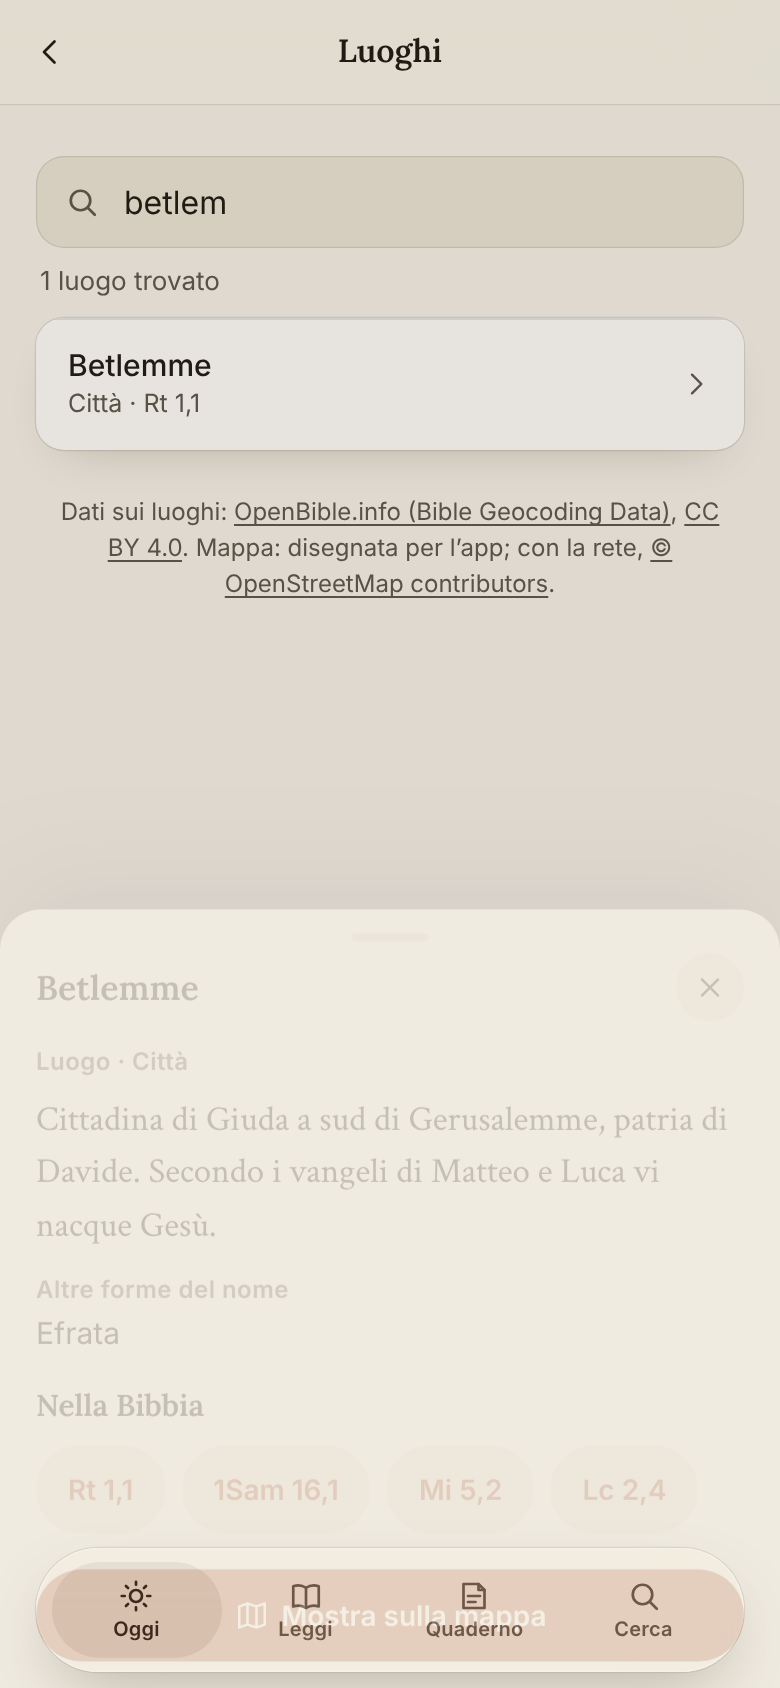 Luoghi
betlem
1 luogo trovato
Betlemme
Città · Rt 1,1
Dati sui luoghi: OpenBible.info (Bible Geocoding Data), CC
BY 4.0. Mappa: disegnata per l’app; con la rete, ©
OpenStreetMap contributors.
Betlemme
Luogo · Città
Cittadina di Giuda a sud di Gerusalemme, patria di
Davide. Secondo i vangeli di Matteo e Luca vi
nacque Gesù.
Altre forme del nome
Efrata
Nella Bibbia
Rt 1,1 1Sam 16,1 Mi 5,2 Lc 2,4
Mostra sulla mappa
Oggi Leggi Quaderno Cerca